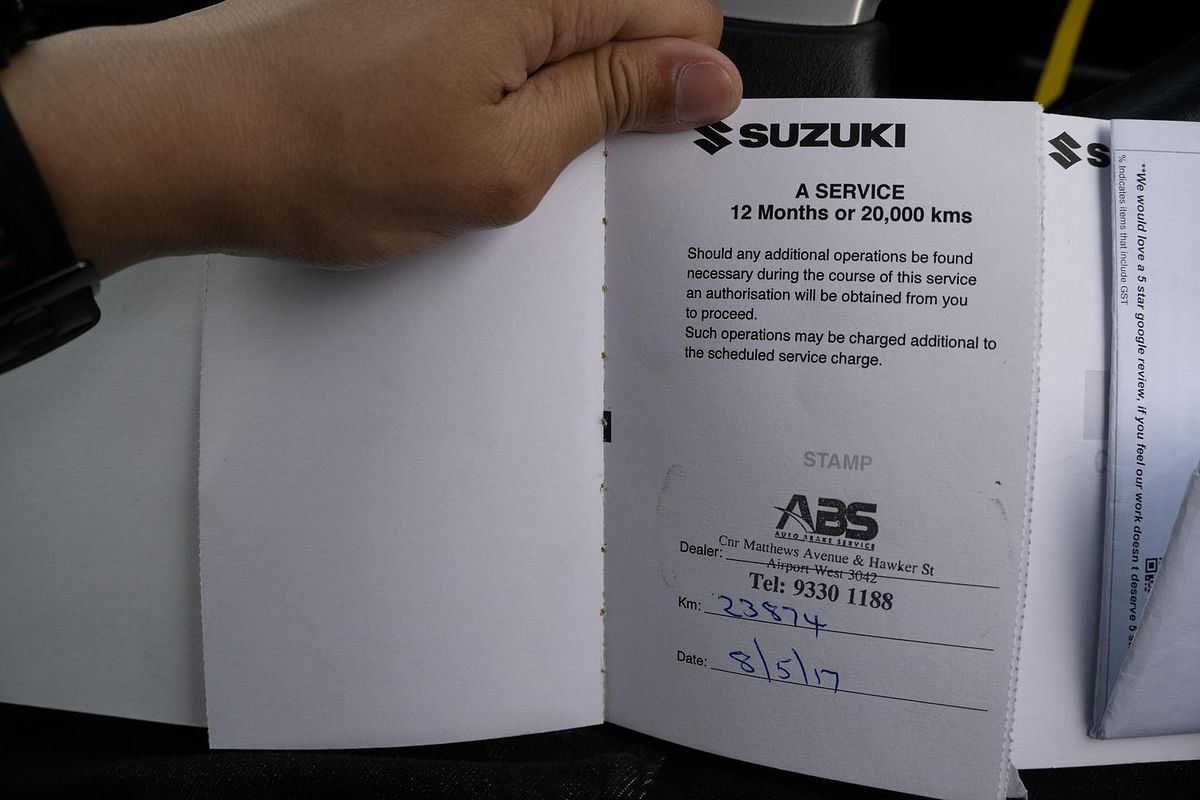 SUZUKI
A SERVICE
12 Months or 20,000 kms
Should any additional operations be found
necessary during the course of this service
an authorisation will be obtained from you
to proceed.
Such operations may be charged additional to
the scheduled service charge.
STAMP
ABS
AUTO BRAKE SERVICE
Cnr Matthews Avenue & Hawker St
Dealer:
Airport West 3042
Tel: 9330 1188
Km: 23874
Date: 8/5/17
S
**We would love a 5 star google review, if you feel our work doesn t deserve 5 s
% Indicates items that include GST